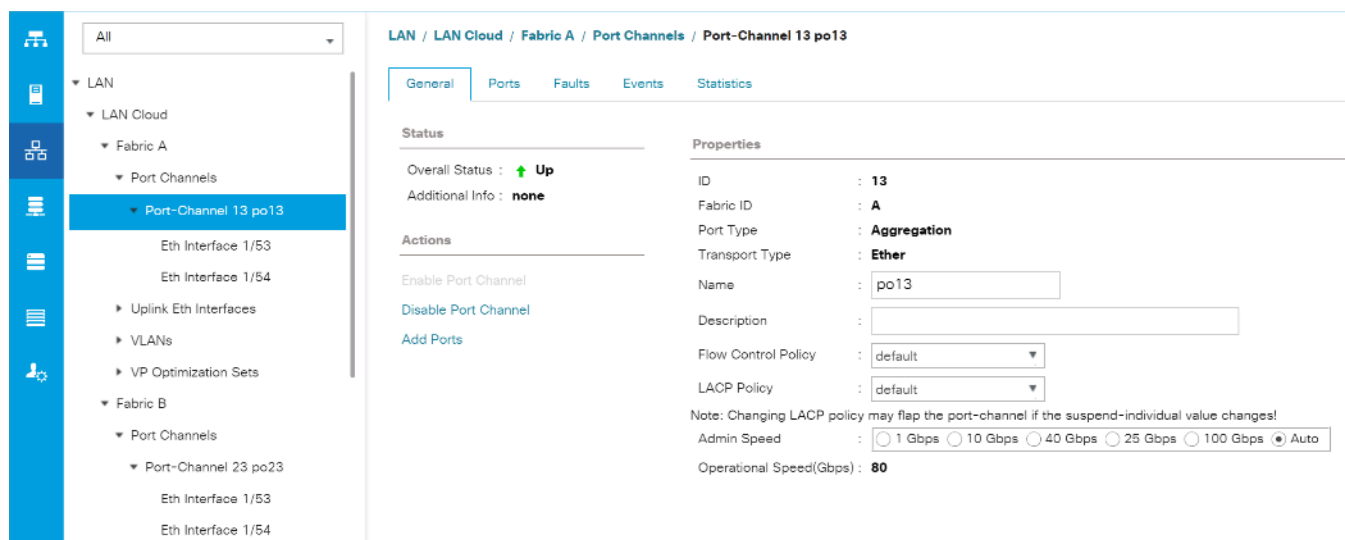 All
LAN
LAN Cloud
Fabric A
Port Channels
Port-Channel 13 po13
Eth Interface 1/53
Eth Interface 1/54
Uplink Eth Interfaces
VLANs
VP Optimization Sets
Fabric B
Port Channels
Port-Channel 23 po23
Eth Interface 1/53
Eth Interface 1/54
LAN / LAN Cloud / Fabric A / Port Channels / Port-Channel 13 po13
General Ports Faults Events Statistics
Status
Overall Status : Up
Additional Info : none
Actions
Enable Port Channel
Disable Port Channel
Add Ports
Properties
ID : 13
Fabric ID : A
Port Type : Aggregation
Transport Type : Ether
Name : po13
Description :
Flow Control Policy : default
LACP Policy : default
Note: Changing LACP policy may flap the port-channel if the suspend-individual value changes!
Admin Speed : 1 Gbps 10 Gbps 40 Gbps 25 Gbps 100 Gbps Auto
Operational Speed(Gbps) : 80